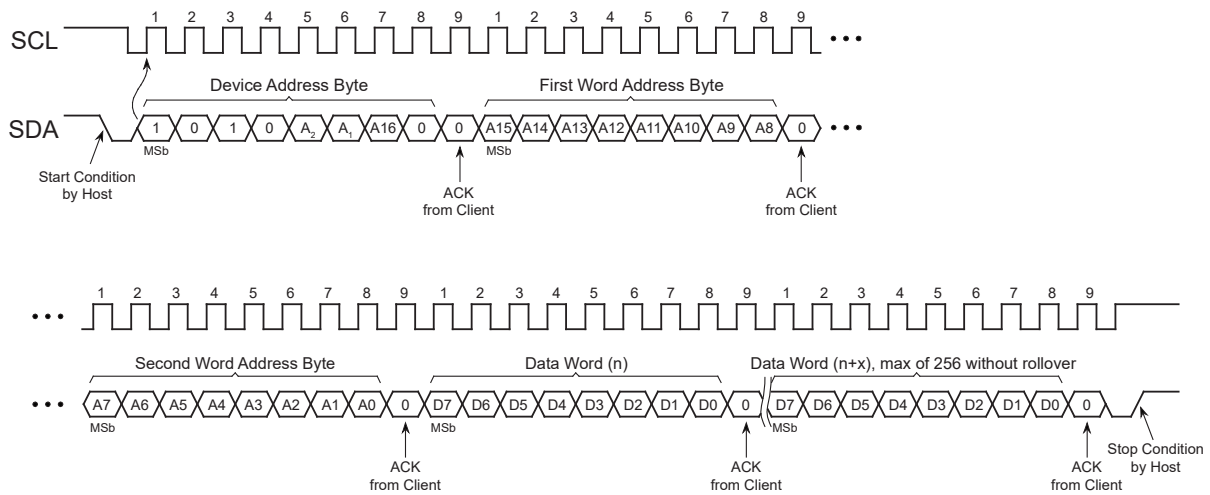 1 2 3 4 5 6 7 8 9 1 2 3 4 5 6 7 8 9
SCL
Device Address Byte First Word Address Byte
SDA 1 0 1 0 A2 A1 A16 0 0 A15 A14 A13 A12 A11 A10 A9 A8 0
MSb MSb
Start Condition
by Host
ACK
from Client
ACK
from Client
1 2 3 4 5 6 7 8 9 1 2 3 4 5 6 7 8 9 1 2 3 4 5 6 7 8 9
Second Word Address Byte Data Word (n) Data Word (n+x), max of 256 without rollover
A7 A6 A5 A4 A3 A2 A1 A0 0 D7 D6 D5 D4 D3 D2 D1 D0 0 D7 D6 D5 D4 D3 D2 D1 D0 0
MSb MSb MSb
ACK
from Client
ACK
from Client
ACK
from Client
Stop Condition
by Host